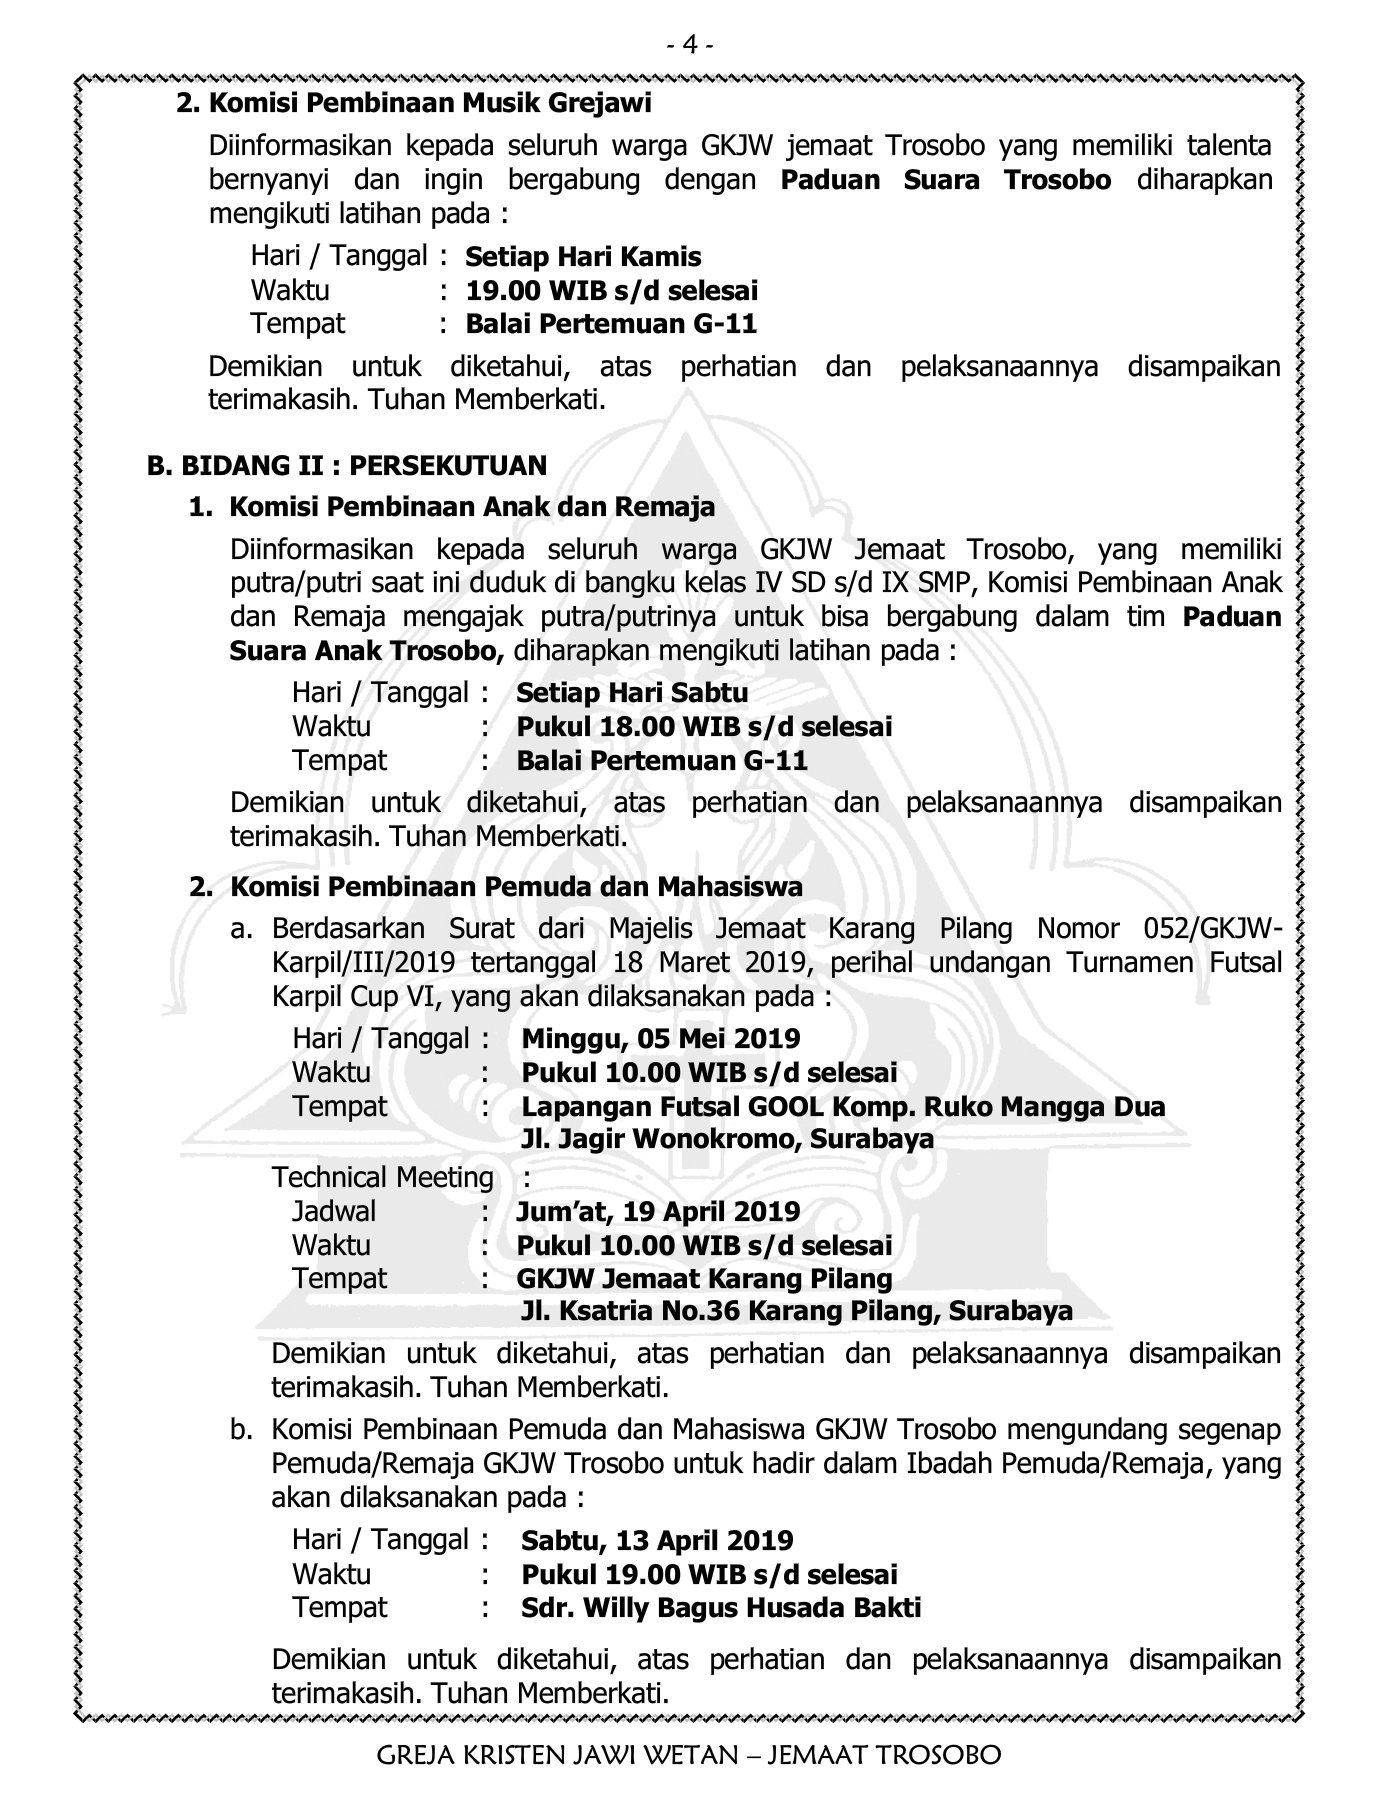 - 4 -
2. Komisi Pembinaan Musik Grejawi
Diinformasikan kepada seluruh warga GKJW jemaat Trosobo yang memiliki talenta
bernyanyi dan ingin bergabung dengan Paduan Suara Trosobo diharapkan
mengikuti latihan pada :
Hari / Tanggal : Setiap Hari Kamis
Waktu : 19.00 WIB s/d selesai
Tempat : Balai Pertemuan G-11
Demikian untuk diketahui, atas perhatian dan pelaksanaannya disampaikan
terimakasih. Tuhan Memberkati.
B. BIDANG II : PERSEKUTUAN
1. Komisi Pembinaan Anak dan Remaja
Diinformasikan kepada seluruh warga GKJW Jemaat Trosobo, yang memiliki
putra/putri saat ini duduk di bangku kelas IV SD s/d IX SMP, Komisi Pembinaan Anak
dan Remaja mengajak putra/putrinya untuk bisa bergabung dalam tim Paduan
Suara Anak Trosobo, diharapkan mengikuti latihan pada :
Hari / Tanggal : Setiap Hari Sabtu
Waktu : Pukul 18.00 WIB s/d selesai
Tempat : Balai Pertemuan G-11
Demikian untuk diketahui, atas perhatian dan pelaksanaannya disampaikan
terimakasih. Tuhan Memberkati.
2. Komisi Pembinaan Pemuda dan Mahasiswa
a. Berdasarkan Surat dari Majelis Jemaat Karang Pilang Nomor 052/GKJW-
Karpil/III/2019 tertanggal 18 Maret 2019, perihal undangan Turnamen Futsal
Karpil Cup VI, yang akan dilaksanakan pada :
Hari / Tanggal : Minggu, 05 Mei 2019
Waktu : Pukul 10.00 WIB s/d selesai
Tempat : Lapangan Futsal GOOL Komp. Ruko Mangga Dua
Jl. Jagir Wonokromo, Surabaya
Technical Meeting :
Jadwal : Jum’at, 19 April 2019
Waktu : Pukul 10.00 WIB s/d selesai
Tempat : GKJW Jemaat Karang Pilang
Jl. Ksatria No.36 Karang Pilang, Surabaya
Demikian untuk diketahui, atas perhatian dan pelaksanaannya disampaikan
terimakasih. Tuhan Memberkati.
b. Komisi Pembinaan Pemuda dan Mahasiswa GKJW Trosobo mengundang segenap
Pemuda/Remaja GKJW Trosobo untuk hadir dalam Ibadah Pemuda/Remaja, yang
akan dilaksanakan pada :
Hari / Tanggal : Sabtu, 13 April 2019
Waktu : Pukul 19.00 WIB s/d selesai
Tempat : Sdr. Willy Bagus Husada Bakti
Demikian untuk diketahui, atas perhatian dan pelaksanaannya disampaikan
terimakasih. Tuhan Memberkati.
GREJA KRISTEN JAWI WETAN – JEMAAT TROSOBO